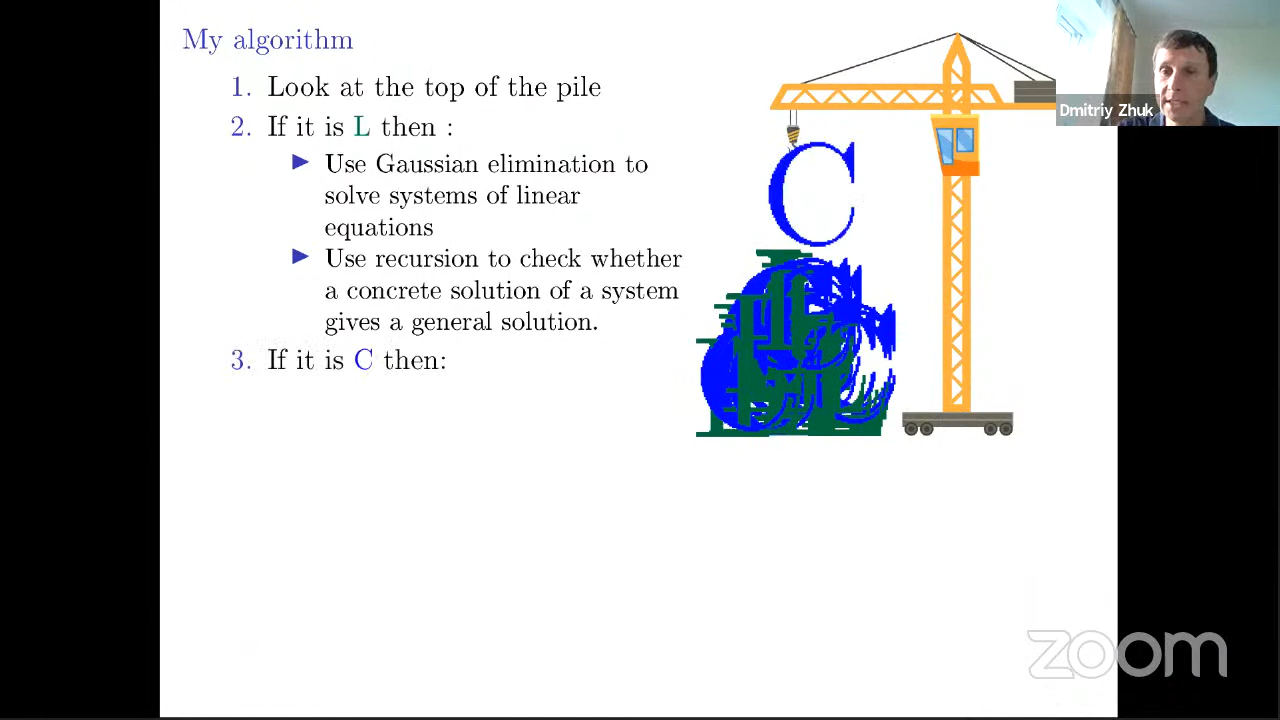 My algorithm
1. Look at the top of the pile
2. If it is L then :
Use Gaussian elimination to
solve systems of linear
equations
Use recursion to check whether
a concrete solution of a system
gives a general solution.
3. If it is C then:
C
Dmitriy Zhuk
zoom